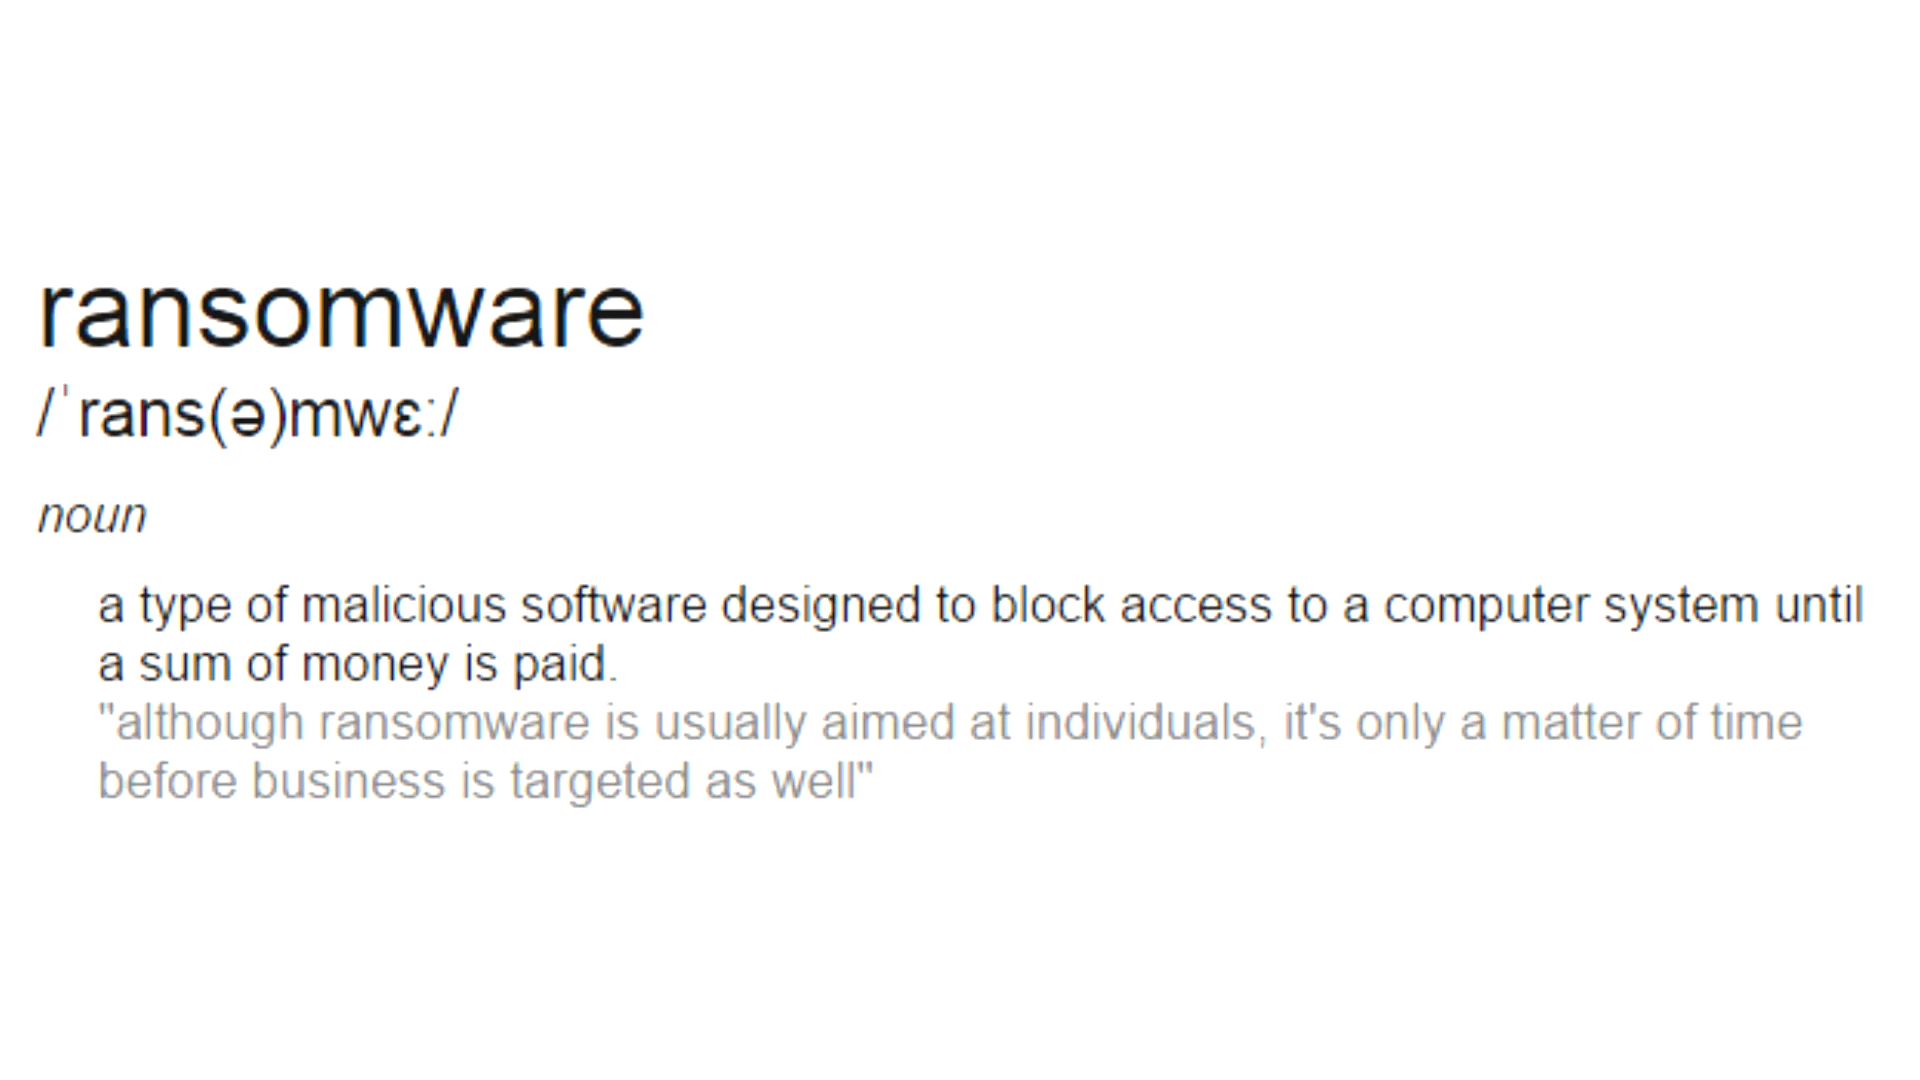 ransomware
/ˈrans(ə)mwɛː/
noun
a type of malicious software designed to block access to a computer system until
a sum of money is paid.
"although ransomware is usually aimed at individuals, it's only a matter of time
before business is targeted as well"